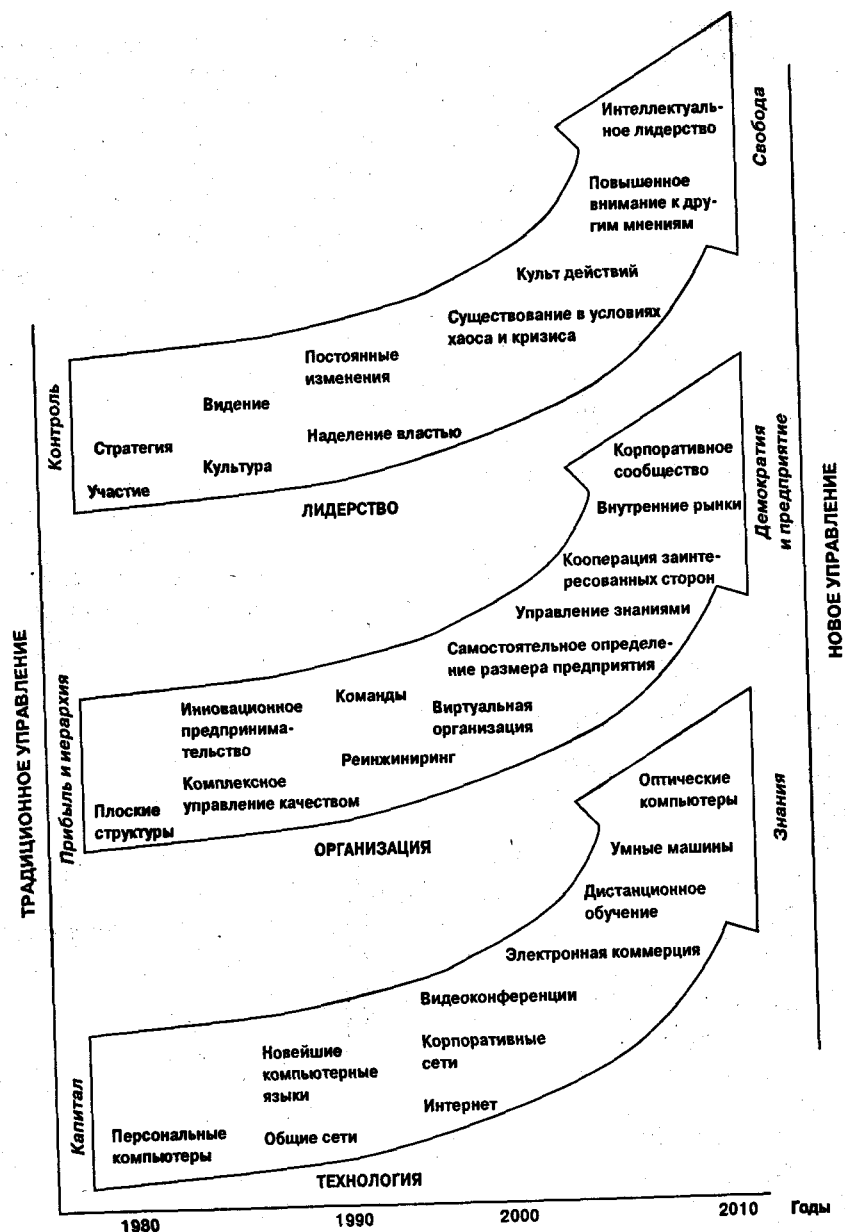 Интеллектуаль-
ное лидерство
Повышенное
внимание к дру-
гим мнениям
Культ действий
Существование в условиях
хаоса и кризиса
Постоянные
изменения
Видение
Наделение властью
Стратегия
Культура
Участие
ЛИДЕРСТВО
Контроль
Свобода
Корпоративное
сообщество
Внутренние рынки
Кооперация заинте-
ресованных сторон
Управление знаниями
Самостоятельное определе-
ние размера предприятия
Команды
Инновационное
предпринима-
тельство
Виртуальная
организация
Реинжиниринг
Комплексное
управление качеством
Плоские
структуры
ОРГАНИЗАЦИЯ
Прибыль и иерархия
Демократия
и предприятие
ТРАДИЦИОННОЕ УПРАВЛЕНИЕ
НОВОЕ УПРАВЛЕНИЕ
Оптические
компьютеры
Умные машины
Дистанционное
обучение
Электронная коммерция
Видеоконференции
Новейшие
компьютерные
языки
Корпоративные
сети
Интернет
Персональные
компьютеры
Общие сети
ТЕХНОЛОГИЯ
Капитал
Знания
1980
1990
2000
2010
Годы